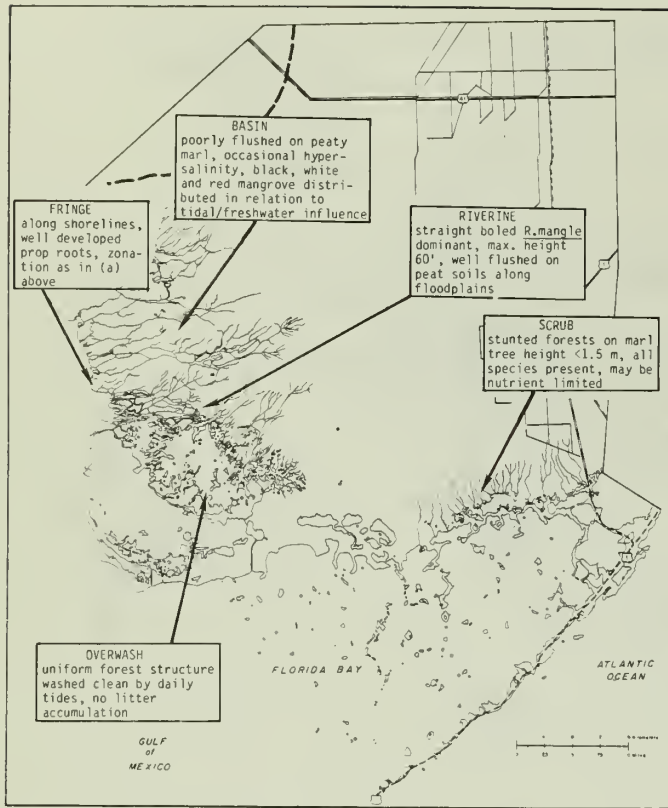 BASIN
poorly flushed on peaty
marl, occasional hyper-
salinity, black, white
and red mangrove distri-
buted in relation to
tidal/freshwater influence
FRINGE
along shorelines,
well developed
prop roots, zona-
tion as in (a)
above
RIVERINE
straight boled R.mangle
dominant, max. height
60', well flushed on
peat soils along
floodplains
SCRUB
stunted forests on marl
tree height <1.5 m, all
species present, may be
nutrient limited
OVERWASH
uniform forest structure
washed clean by daily
tides, no litter
accumulation
FLORIDA BAY
ATLANTIC
OCEAN
GULF
of
MEXICO